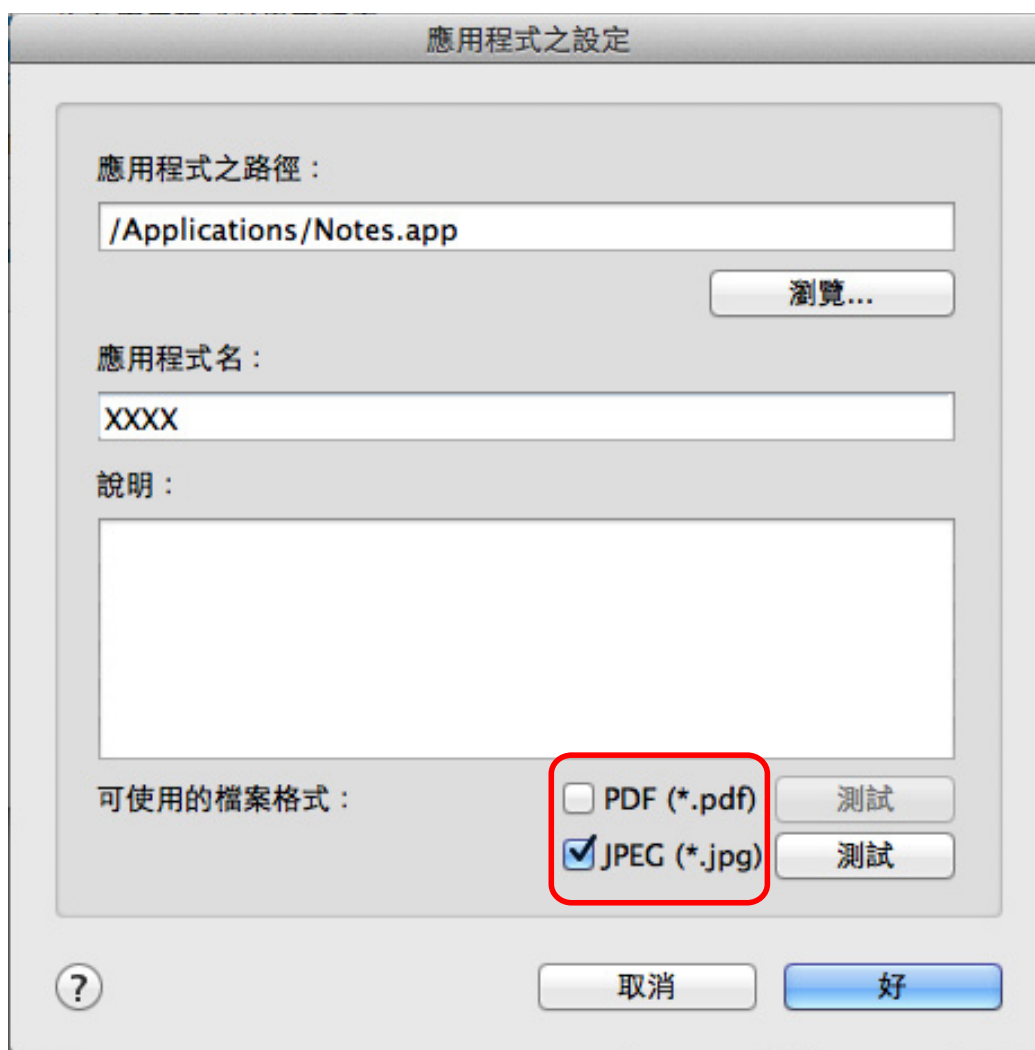 應用程式之設定
應用程式之路徑：
/Applications/Notes.app
瀏覽...
應用程式名：
XXXX
說明：
可使用的檔案格式： PDF (*.pdf) 測試
JPEG (*.jpg) 測試
? 取消 好